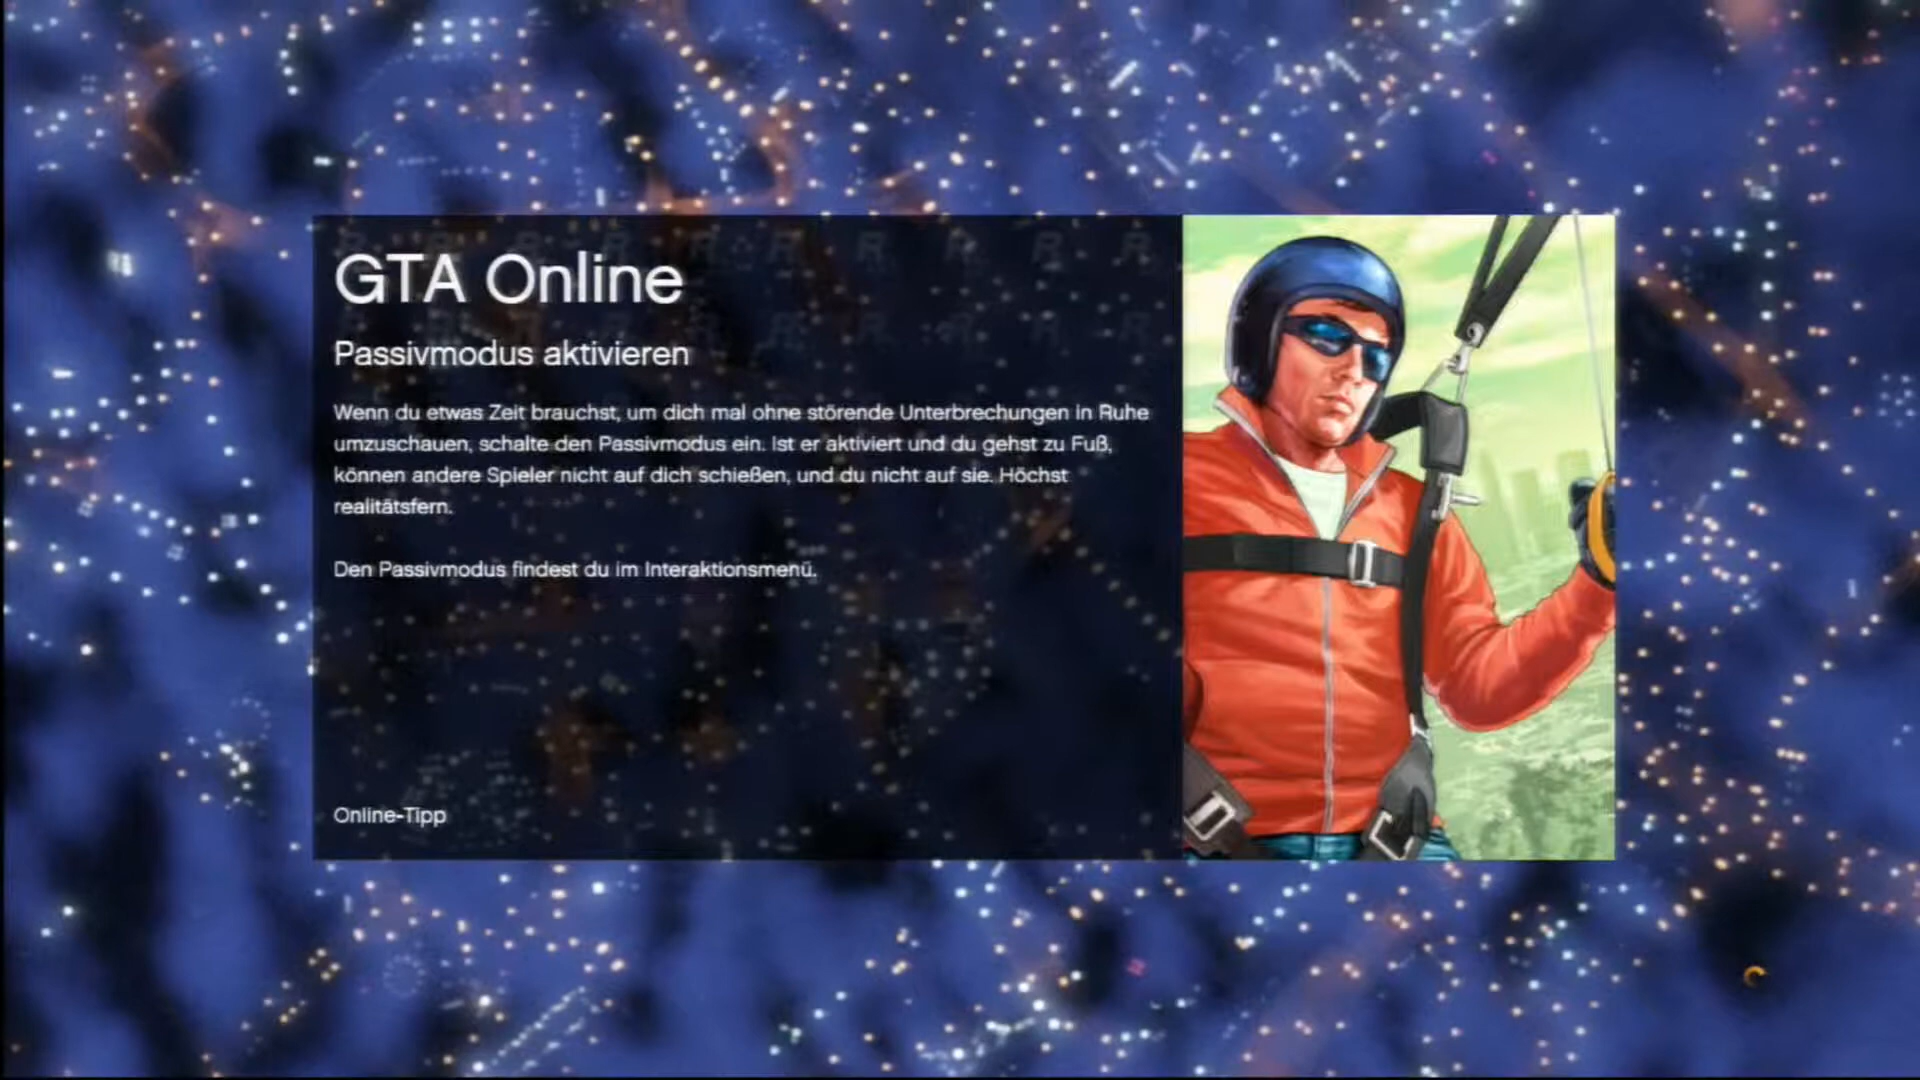 GTA Online
Passivmodus aktivieren
Wenn du etwas Zeit brauchst, um dich mal ohne störende Unterbrechungen in Ruhe
umzuschauen, schalte den Passivmodus ein. Ist er aktiviert und du gehst zu Fuß,
können andere Spieler nicht auf dich schießen, und du nicht auf sie. Höchst
realitätsfern.
Den Passivmodus findest du im Interaktionsmenü.
Online-Tipp